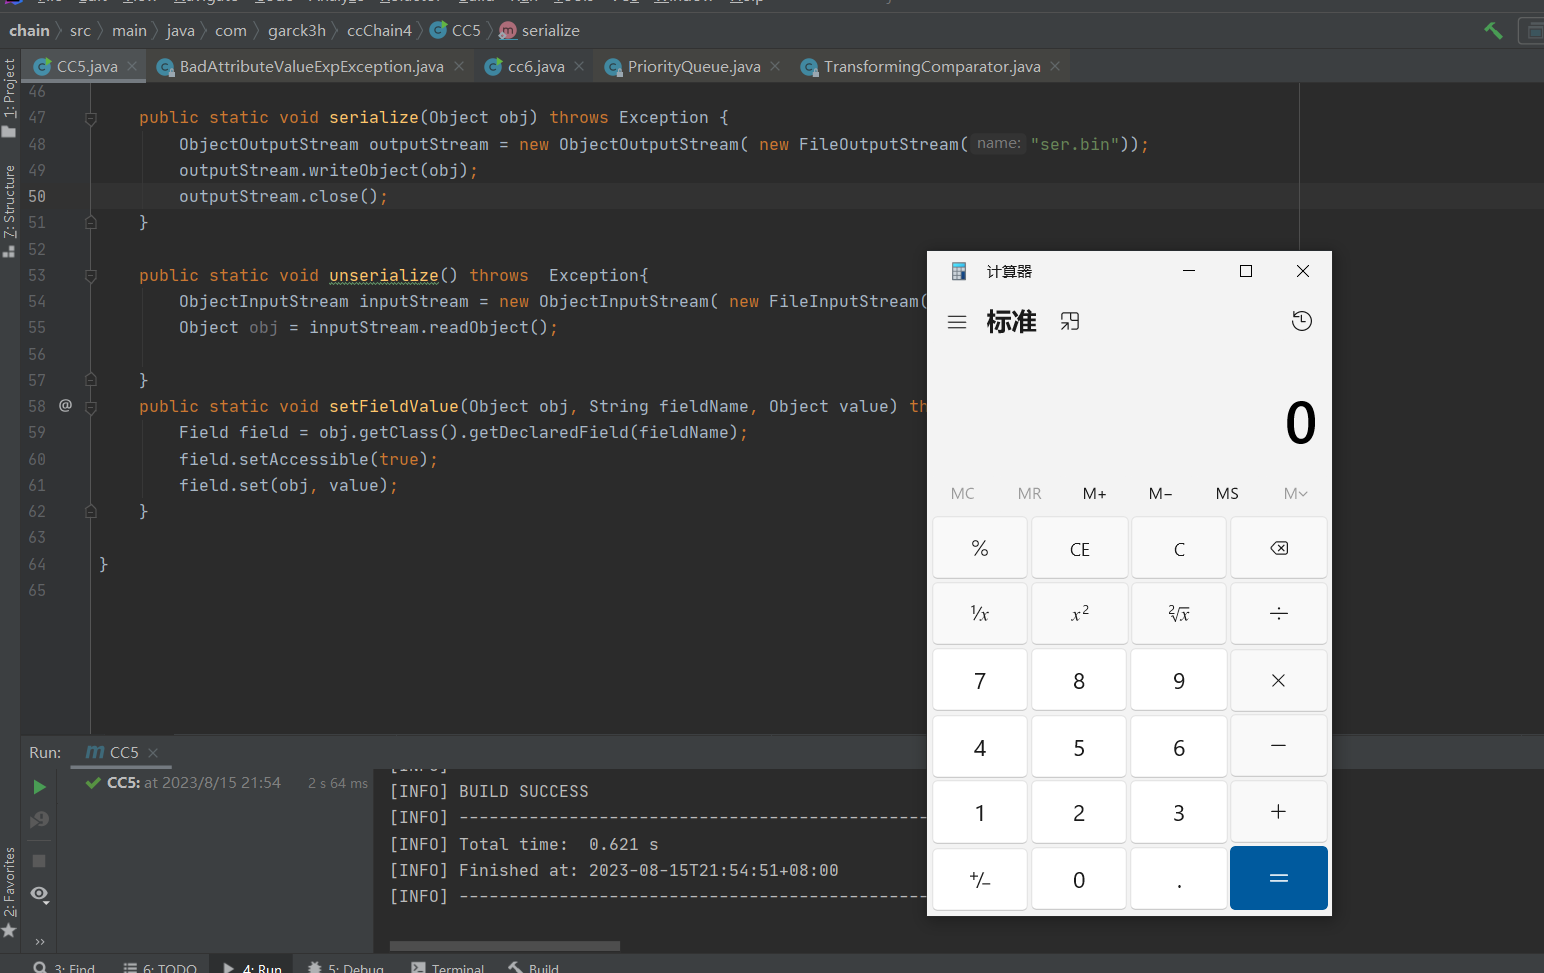 chain src main java com garck3h ccChain4 CC5 serialize
CC5.java BadAttributeValueExpException.java cc6.java PriorityQueue.java TransformingComparator.java
1: Project
7: Structure
2: Favorites
46
47 public static void serialize(Object obj) throws Exception {
48 ObjectOutputStream outputStream = new ObjectOutputStream( new FileOutputStream( name: "ser.bin"));
49 outputStream.writeObject(obj);
50 outputStream.close();
51 }
52
53 public static void unserialize() throws  Exception{
54 ObjectInputStream inputStream = new ObjectInputStream( new FileInputStream(
55 Object obj = inputStream.readObject();
56
57 }
58 @ public static void setFieldValue(Object obj, String fieldName, Object value) th
59 Field field = obj.getClass().getDeclaredField(fieldName);
60 field.setAccessible(true);
61 field.set(obj, value);
62 }
63
64 }
65
计算器
标准
0
MC MR M+ M− MS M
% CE C
¹/x x² ²√x ÷
7 8 9 ×
4 5 6 −
1 2 3 +
+/− 0 . =
Run: CC5
CC5: at 2023/8/15 21:54 2 s 64 ms
[INFO]
[INFO] BUILD SUCCESS
[INFO] -----------------------------------------------
[INFO] Total time:  0.621 s
[INFO] Finished at: 2023-08-15T21:54:51+08:00
[INFO] -----------------------------------------------
3: Find 6: TODO 4: Run 5: Debug Terminal Build